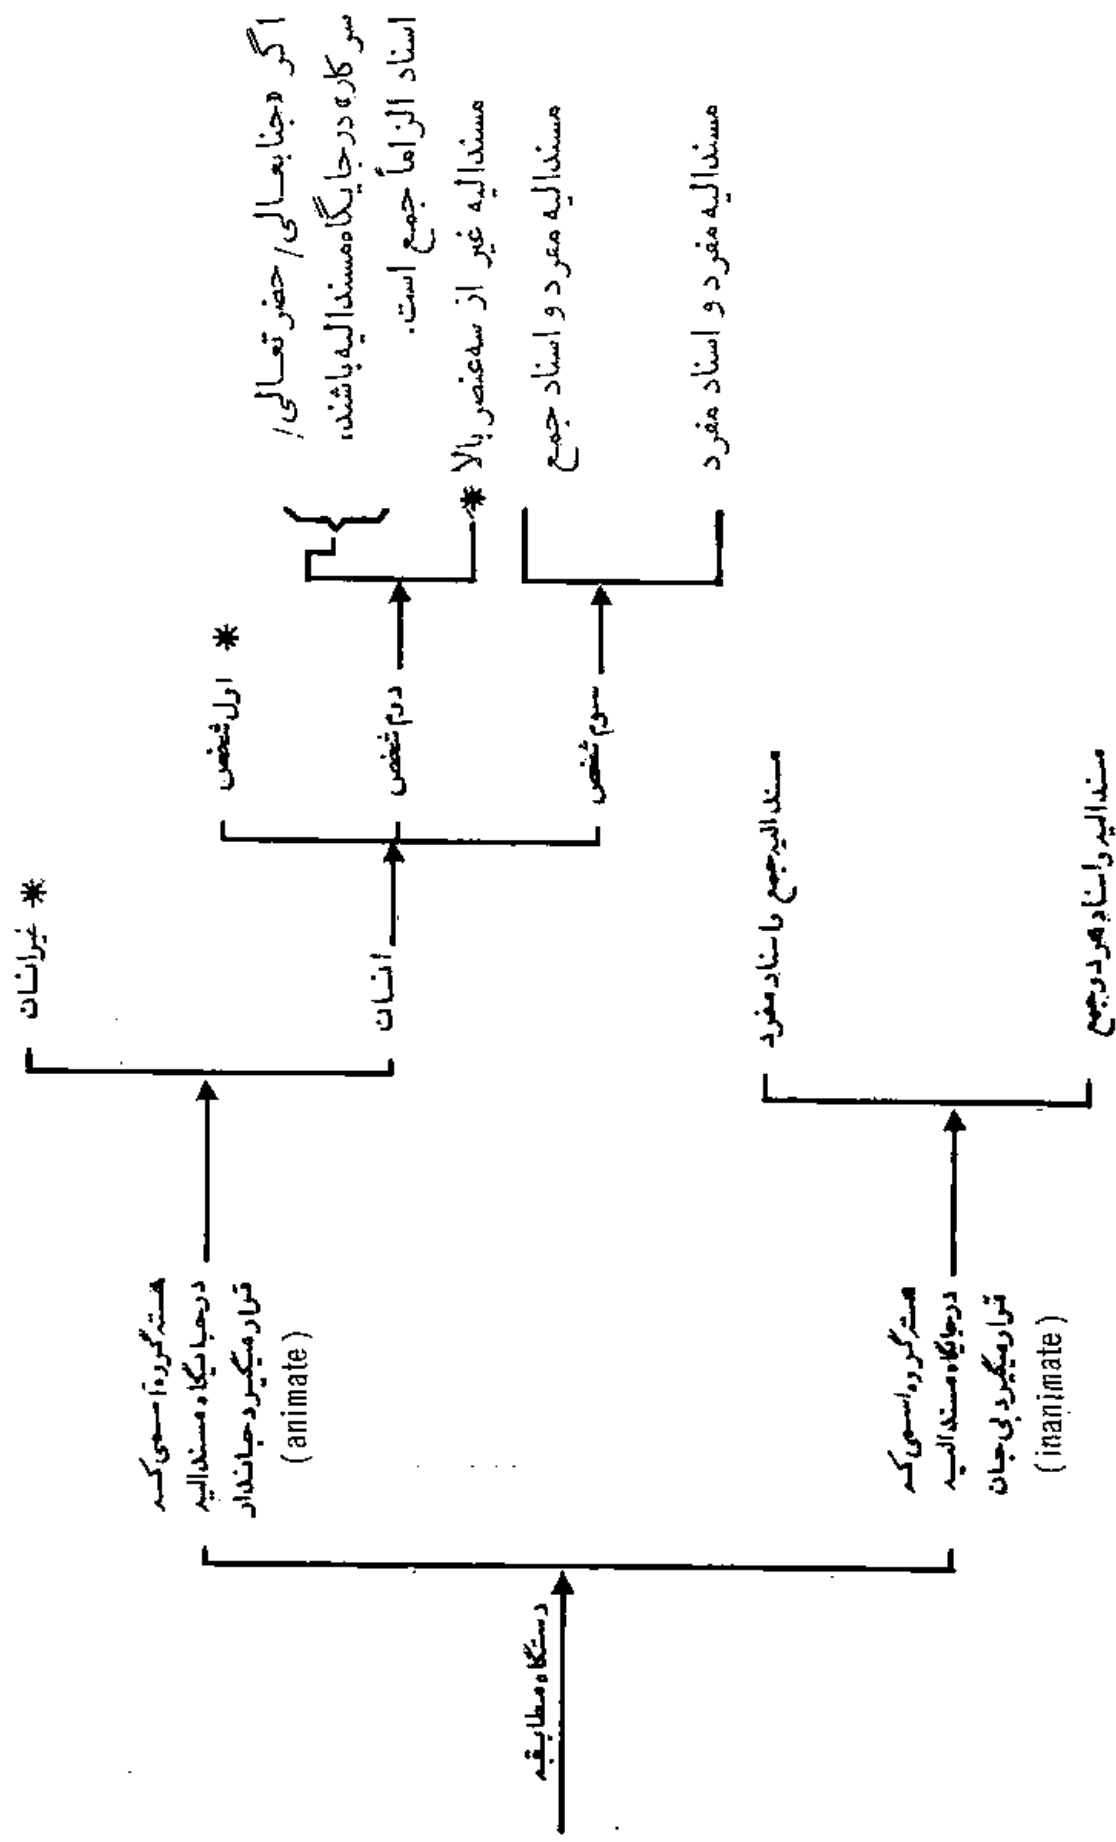 دستگاه مطابقه
هسته گروه اسمی که
در جایگاه مسندالیه
قرار میگیرد جاندار
(animate)
غیرانسان *
انسان
اول شخص *
دوم شخص
اگر «جنابعالی/حضرتعالی/
سرکار» در جایگاه مسندالیه باشند،
اسناد الزاماً جمع است.
* مسندالیه غیر از سه عنصر بالا
سوم شخص
مسندالیه مفرد و اسناد جمع
مسندالیه مفرد و اسناد مفرد
هسته گروه اسمی که
در جایگاه مسندالیه
قرار میگیرد بی جان
(inanimate)
مسندالیه جمع و اسناد مفرد
مسندالیه و اسناد هر دو جمع